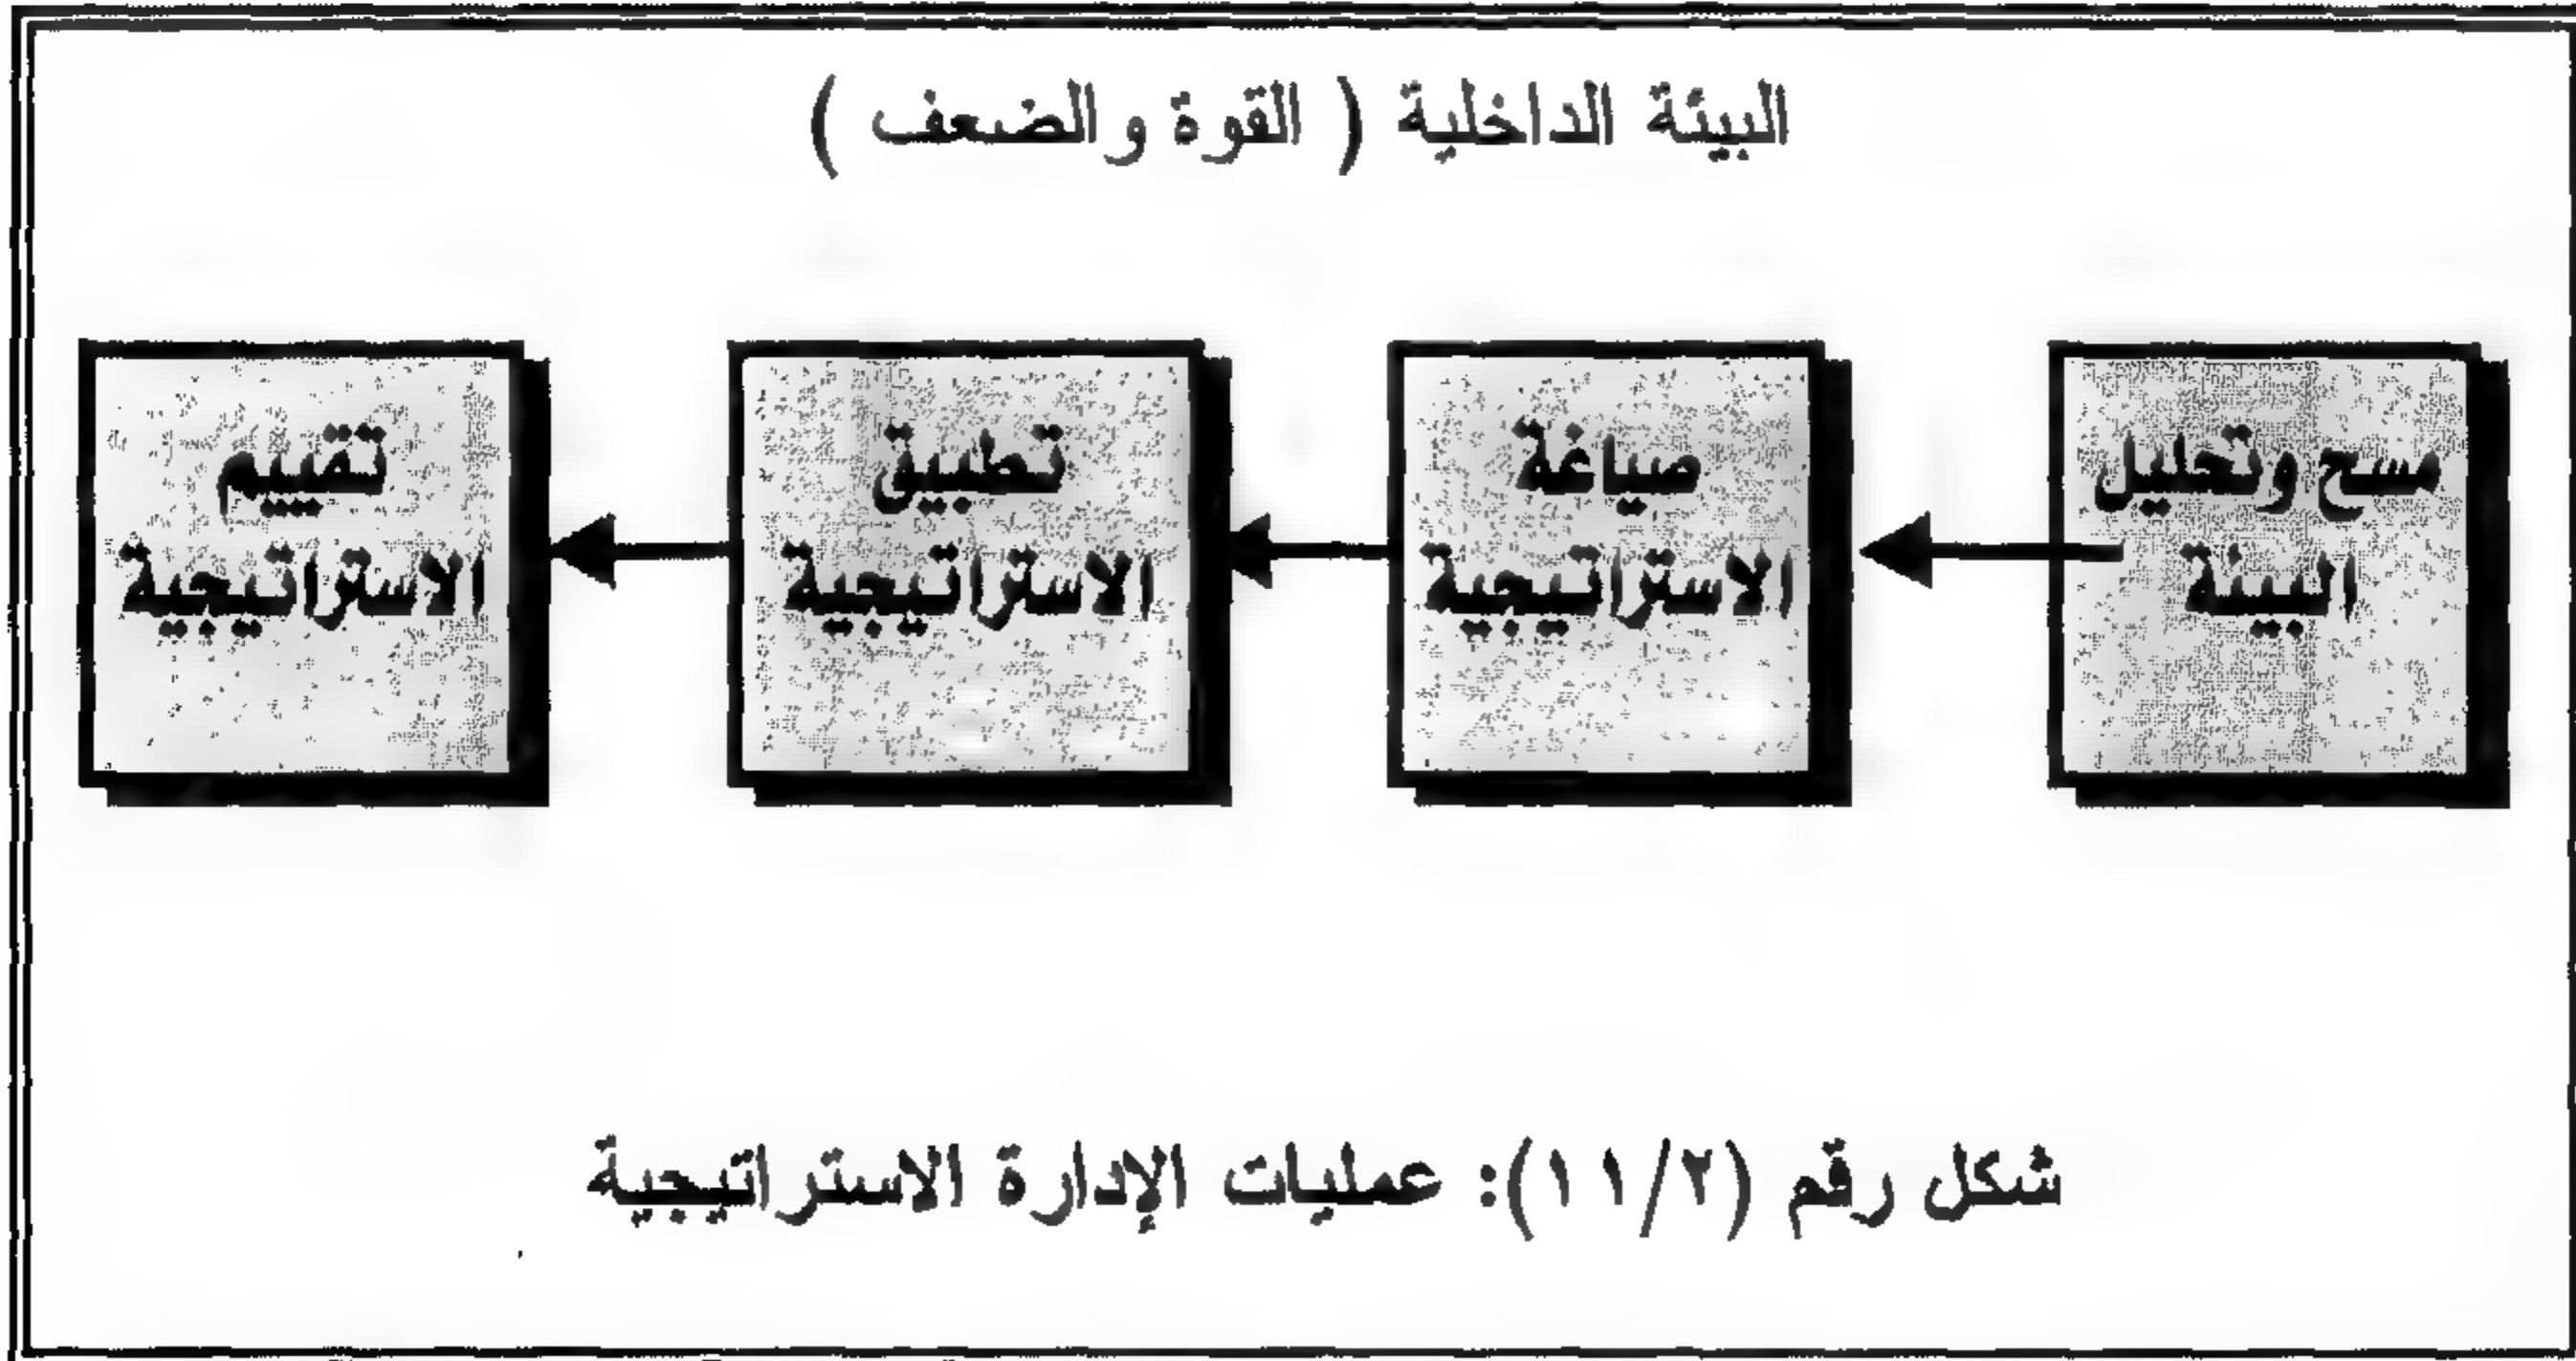 البيئة الداخلية ( القوة والضعف )
مسح وتحليل
البيئة
صياغة
الاستراتيجية
تطبيق
الاستراتيجية
تقييم
الاستراتيجية
شكل رقم (١١/٢): عمليات الإدارة الاستراتيجية